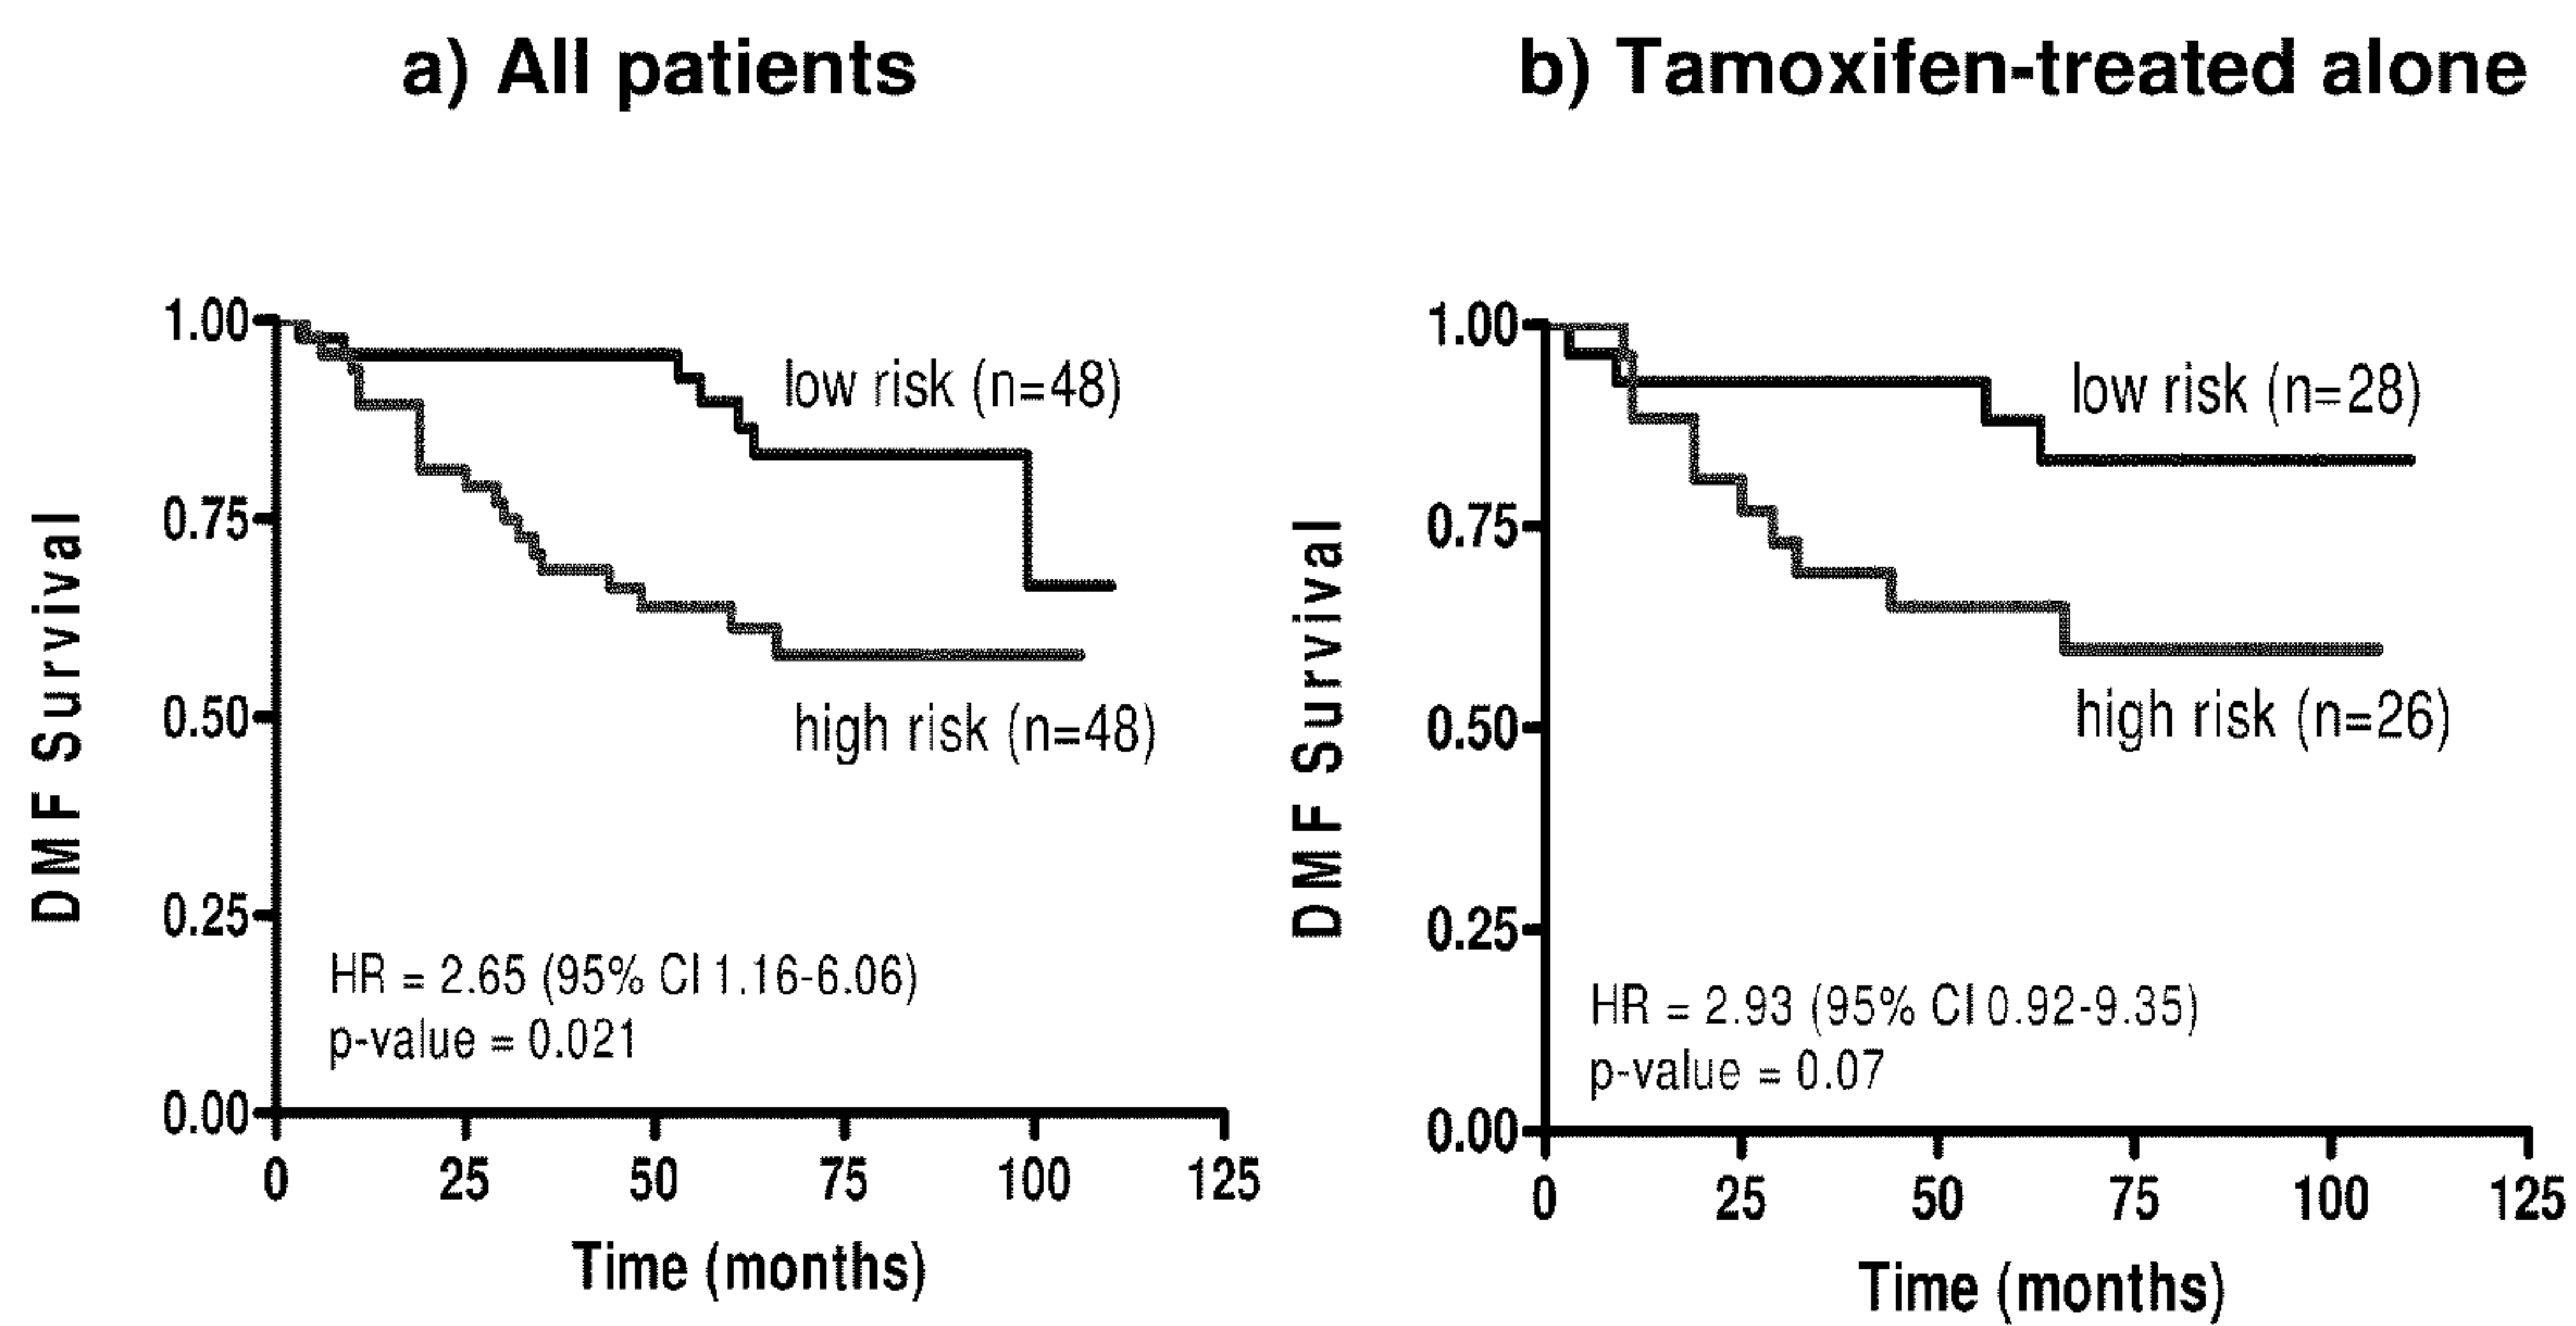 a) All patients
DMF Survival
1.00
0.75
0.50
0.25
0.00
low risk (n=48)
high risk (n=48)
HR = 2.65 (95% CI 1.16-6.06)
p-value = 0.021
0 25 50 75 100 125
Time (months)
b) Tamoxifen-treated alone
DMF Survival
1.00
0.75
0.50
0.25
0.00
low risk (n=28)
high risk (n=26)
HR = 2.93 (95% CI 0.92-9.35)
p-value = 0.07
0 25 50 75 100 125
Time (months)